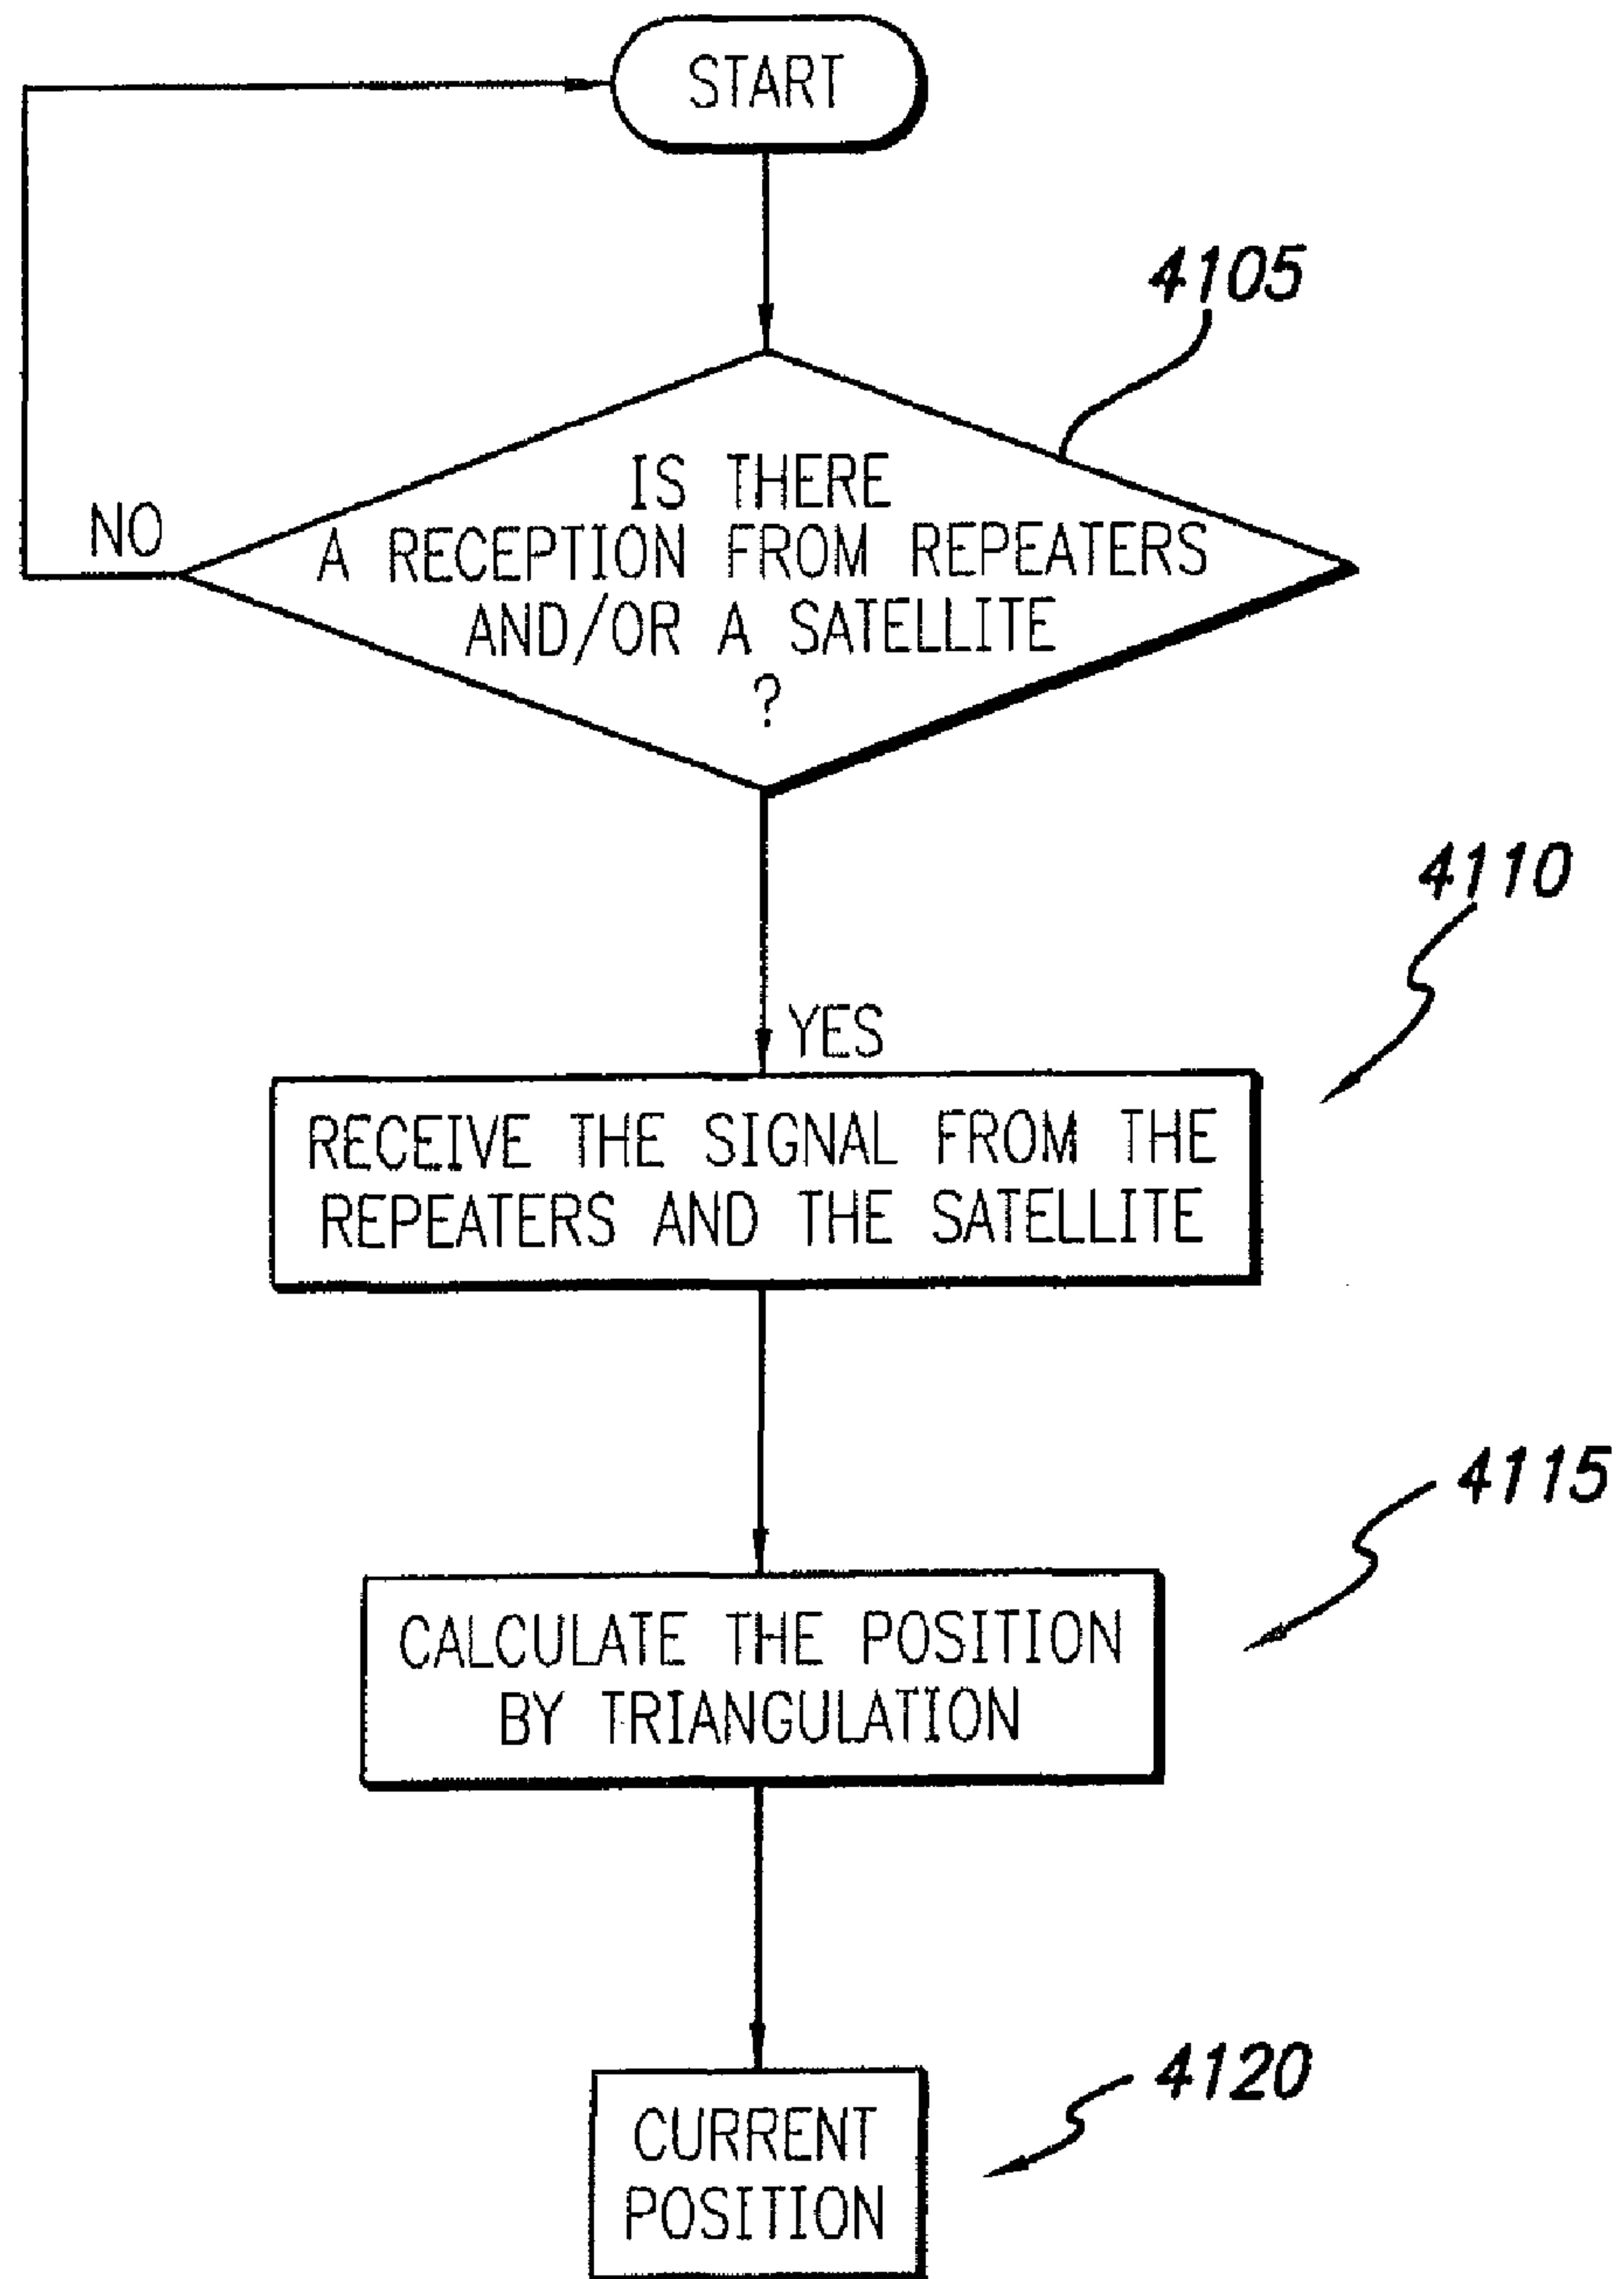 START
4105
IS THERE
A RECEPTION FROM REPEATERS
AND/OR A SATELLITE
?
NO
4110
YES
RECEIVE THE SIGNAL FROM THE
REPEATERS AND THE SATELLITE
4115
CALCULATE THE POSITION
BY TRIANGULATION
4120
CURRENT
POSITION